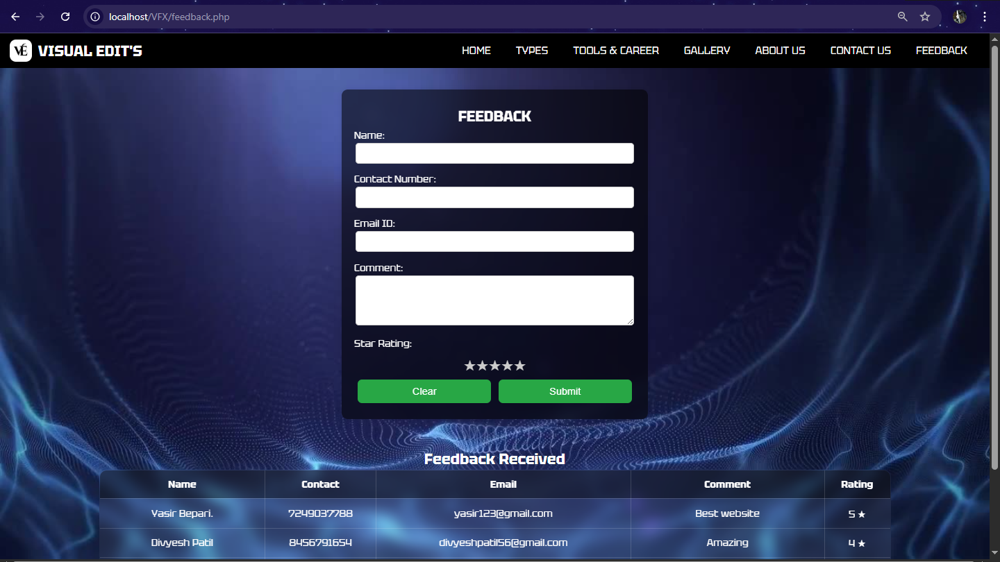 localhost/VFX/feedback.php
VÉ VISUAL EDIT'S HOME TYPES TOOLS & CAREER GALLERY ABOUT US CONTACT US FEEDBACK
FEEDBACK
Name:
Contact Number:
Email ID:
Comment:
Star Rating:
★★★★★
Clear Submit
Feedback Received
Name Contact Email Comment Rating
Yasir Bepari. 7249037788 yasir123@gmail.com Best website 5 ★
Divyesh Patil 8456791654 divyeshpatil56@gmail.com Amazing 4 ★